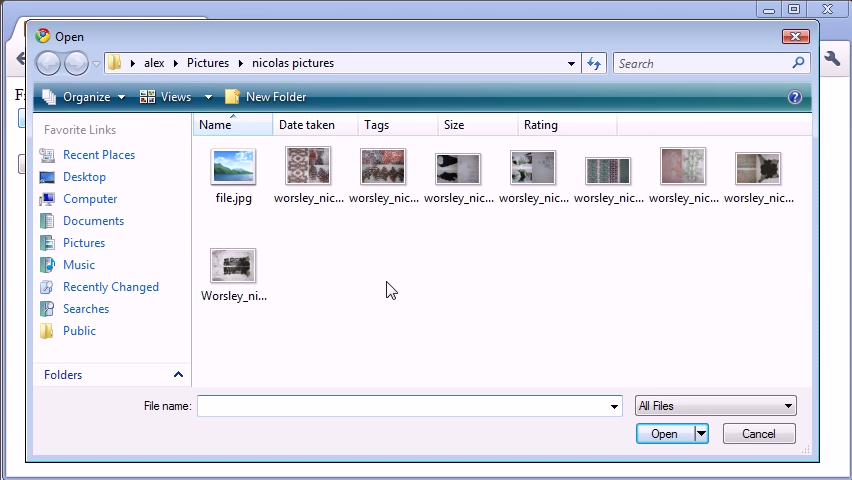 Open
alex Pictures nicolas pictures
Search
Organize Views New Folder
Favorite Links
Recent Places
Desktop
Computer
Documents
Pictures
Music
Recently Changed
Searches
Public
Folders
Name Date taken Tags Size Rating
file.jpg worsley_nic... worsley_nic... worsley_nic... worsley_nic... worsley_nic... worsley_nic... worsley_nic...
Worsley_ni...
File name: All Files
Open Cancel